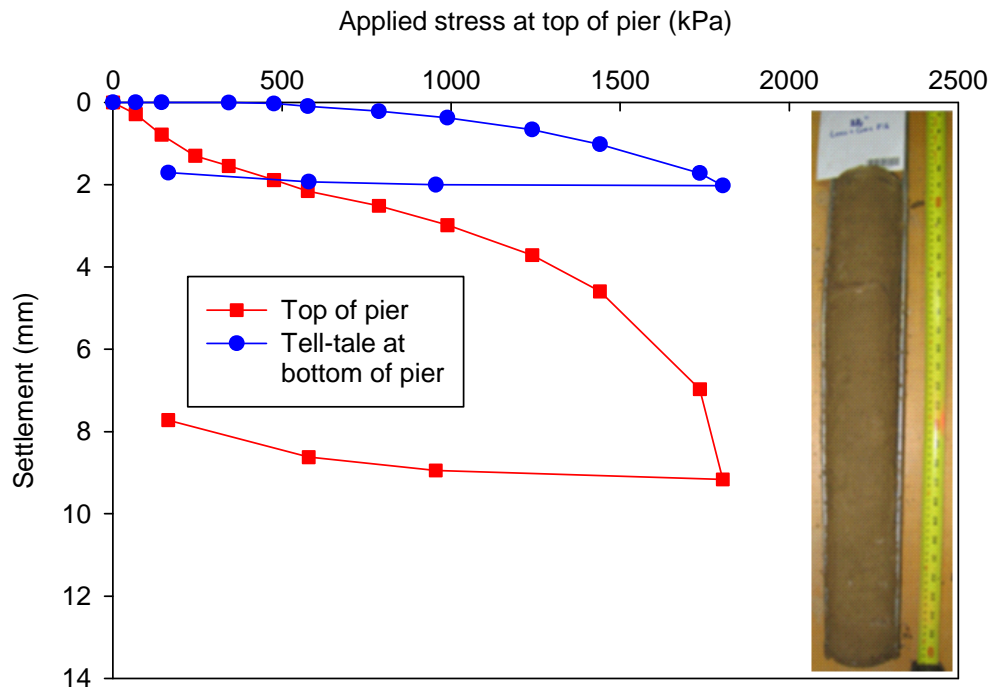 Applied stress at top of pier (kPa)
0 500 1000 1500 2000 2500
0
2
4
6
8
10
12
14
Settlement (mm)
Top of pier
Tell-tale at
bottom of pier